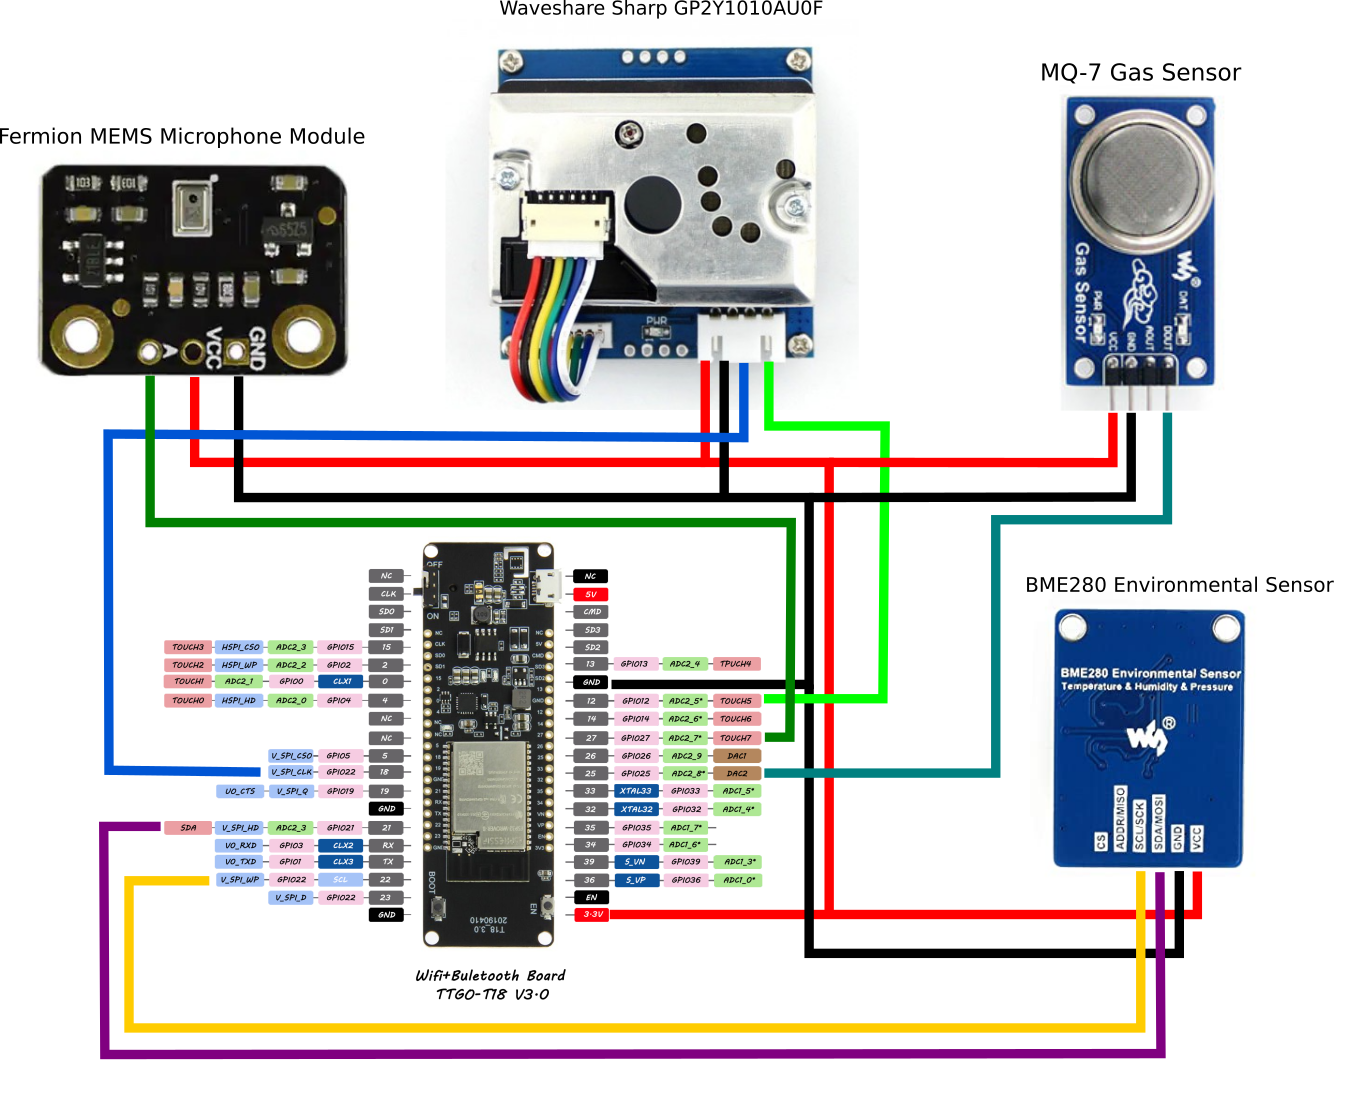 Waveshare Sharp GP2Y1010AU0F
MQ-7 Gas Sensor
Fermion MEMS Microphone Module
103
A
VCC
GND
PWR
Gas Sensor
PWR
DAT
VCC
GND
AOUT
DOUT
BME280 Environmental Sensor
BME280 Environmental Sensor
Temperature & Humidity & Pressure
CS
ADDR/MISO
SCL/SCK
SDA/MOSI
GND
VCC
OFF
ON
NC
CLK
SD0
SD1
TOUCH3 HSPI_CS0 ADC2_3 GPIO15 15
TOUCH2 HSPI_WP ADC2_2 GPIO2 2
TOUCH1 ADC2_1 GPIO0 CLX1 0
TOUCH0 HSPI_HD ADC2_0 GPIO4 4
NC
NC
V_SPI_CS0 GPIO5 5
V_SPI_CLK GPIO22 18
UO_CTS V_SPI_Q GPIO19 19
GND
SDA V_SPI_HD ADC2_3 GPIO21 21
VO_RXD GPIO3 CLX2 RX
VO_TXD GPIO1 CLX3 TX
V_SPI_WP GPIO22 SCL 22
V_SPI_D GPIO22 23
GND
NC
5V
CMD
SD3
SD2
13 GPIO13 ADC2_4 TPUCH4
GND
12 GPIO12 ADC2_5* TOUCH5
14 GPIO14 ADC2_6* TOUCH6
27 GPIO27 ADC2_7* TOUCH7
26 GPIO26 ADC2_9 DAC1
25 GPIO25 ADC2_8* DAC2
33 XTAL33 GPIO33 ADC1_5*
32 XTAL32 GPIO32 ADC1_4*
35 GPIO35 ADC1_7*
34 GPIO34 ADC1_6*
39 S_VN GPIO39 ADC1_3*
36 S_VP GPIO36 ADC1_0*
EN
3.3V
BOOT
EN
T18_3.0
20190410
Wifi+Buletooth Board
TTGO-T18 V3.0